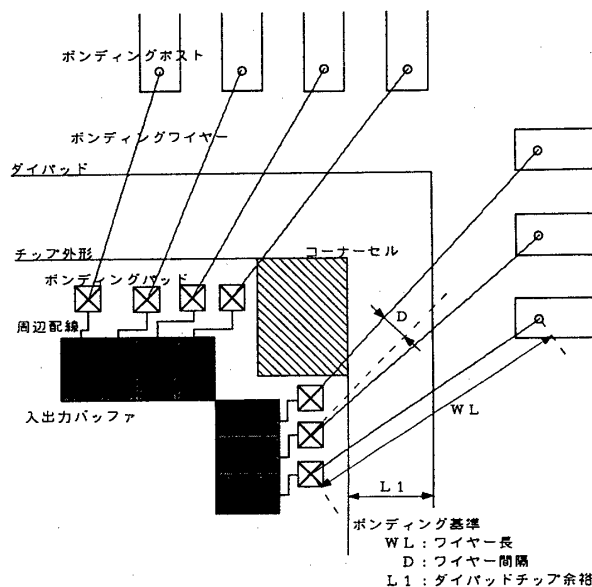 ボンディングポスト
ボンディングワイヤー
ダイパッド
チップ外形
コーナーセル
ボンディングパッド
D
周辺配線
入出力バッファ
WL
L1
ボンディング基準
WL:ワイヤー長
D:ワイヤー間隔
L1:ダイパッドチップ余裕